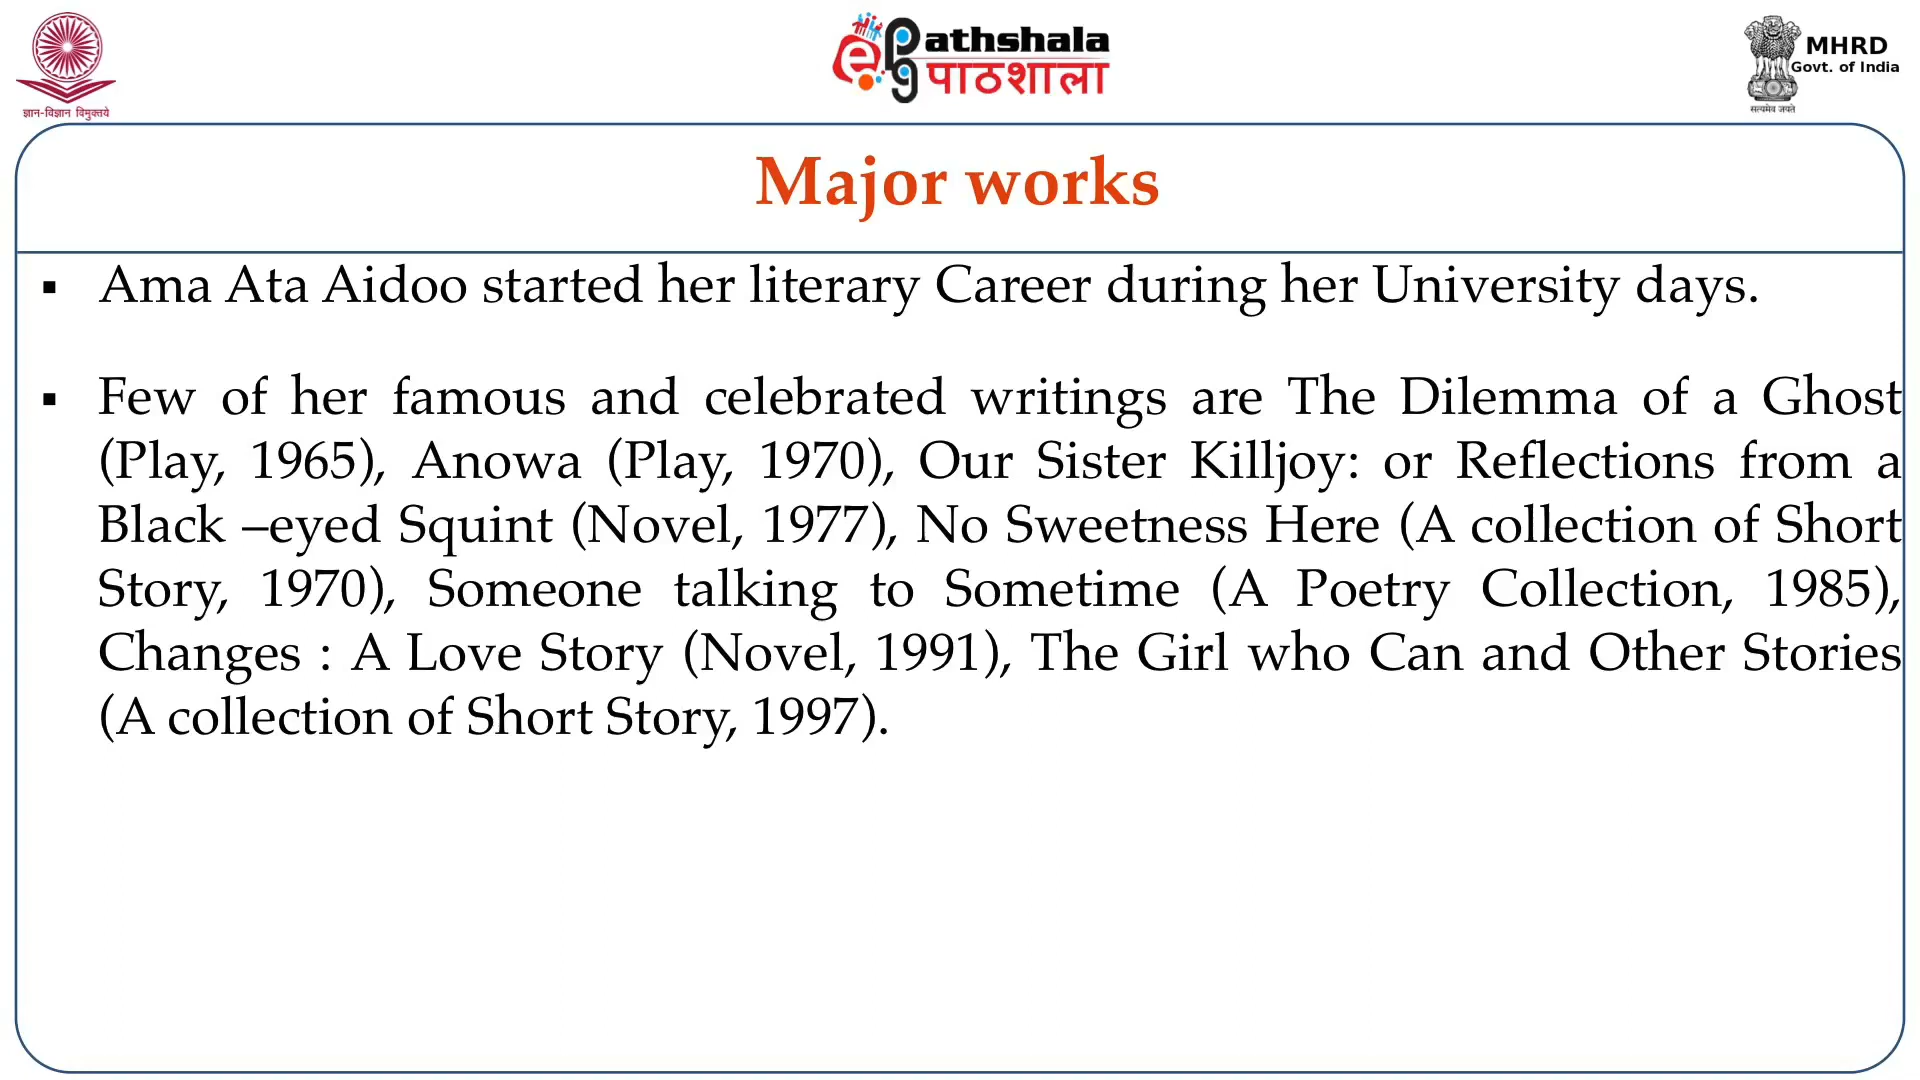 ज्ञान-विज्ञान विमुक्तये
e pg Pathshala
पाठशाला
MHRD
Govt. of India
सत्यमेव जयते
Major works
▪ Ama Ata Aidoo started her literary Career during her University days.
▪ Few of her famous and celebrated writings are The Dilemma of a Ghost
(Play, 1965), Anowa (Play, 1970), Our Sister Killjoy: or Reflections from a
Black –eyed Squint (Novel, 1977), No Sweetness Here (A collection of Short
Story, 1970), Someone talking to Sometime (A Poetry Collection, 1985),
Changes : A Love Story (Novel, 1991), The Girl who Can and Other Stories
(A collection of Short Story, 1997).